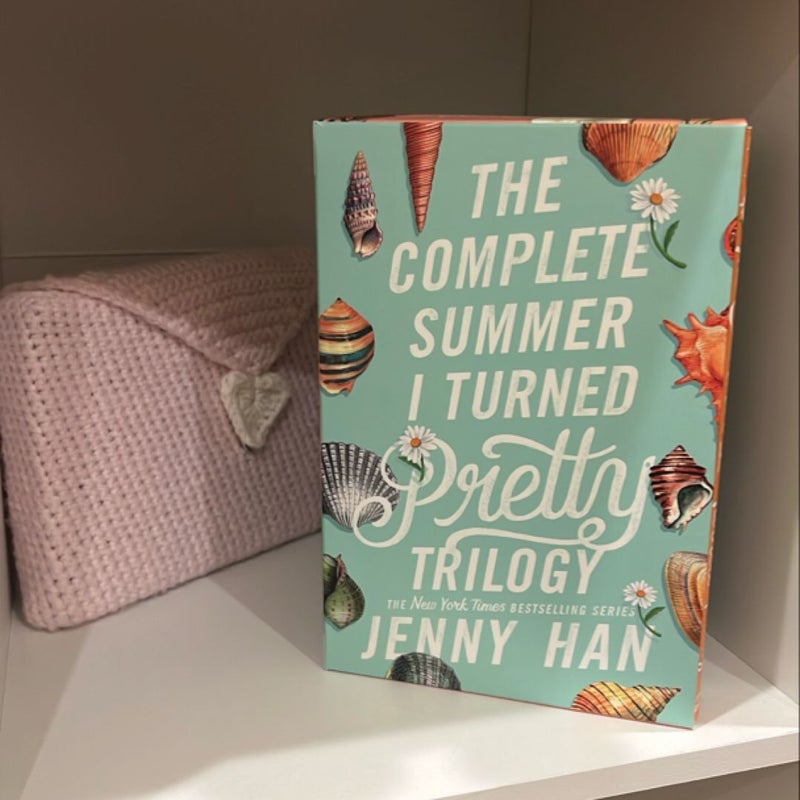 THE
COMPLETE
SUMMER
I TURNED
Pretty
TRILOGY
THE New York Times BESTSELLING SERIES
JENNY HAN